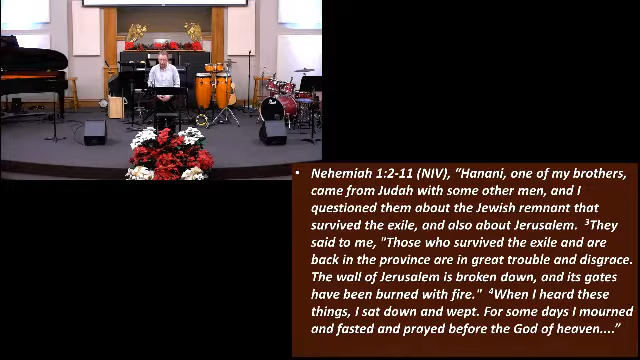 • Nehemiah 1:2-11 (NIV), “Hanani, one of my brothers,
came from Judah with some other men, and I
questioned them about the Jewish remnant that
survived the exile, and also about Jerusalem. ³They
said to me, "Those who survived the exile and are
back in the province are in great trouble and disgrace.
The wall of Jerusalem is broken down, and its gates
have been burned with fire." ⁴When I heard these
things, I sat down and wept. For some days I mourned
and fasted and prayed before the God of heaven....”